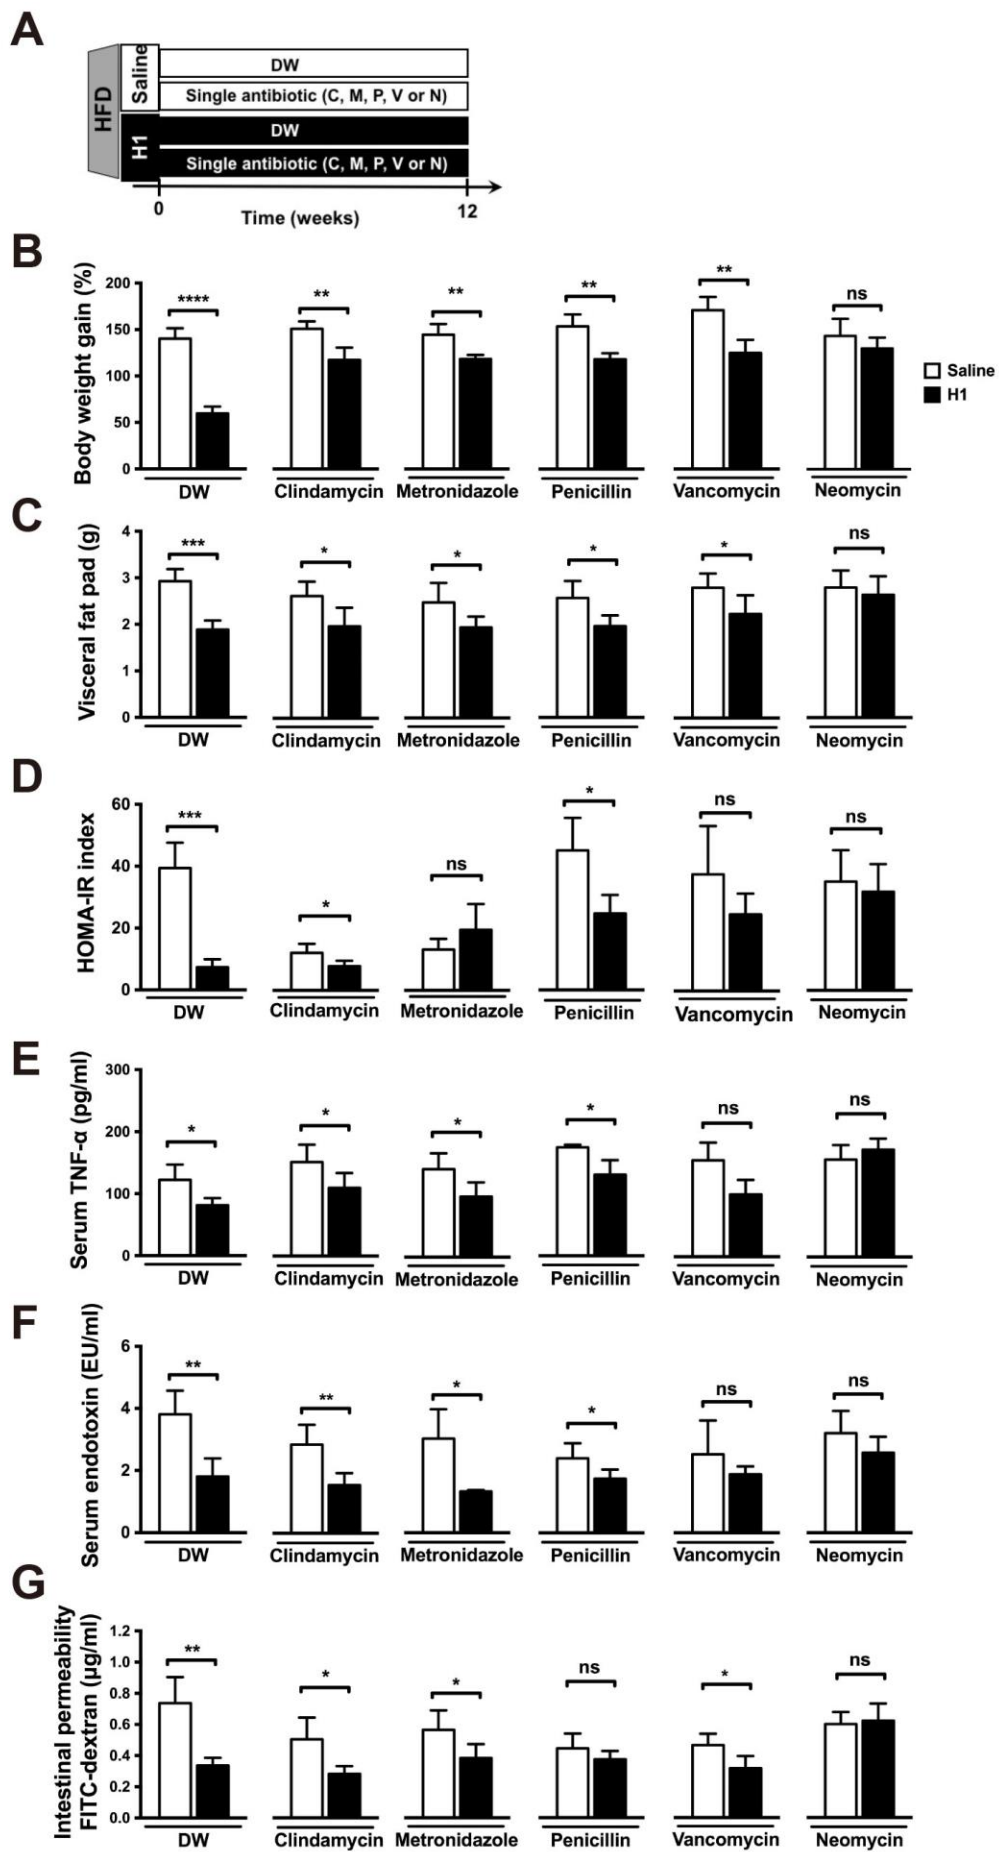 A
HFD
Saline
H1
DW
Single antibiotic (C, M, P, V or N)
DW
Single antibiotic (C, M, P, V or N)
0
12
Time (weeks)
B
Body weight gain (%)
200
150
100
50
0
****
**
**
**
**
ns
Saline
H1
DW
Clindamycin
Metronidazole
Penicillin
Vancomycin
Neomycin
C
Visceral fat pad (g)
4
3
2
1
0
***
*
*
*
*
ns
DW
Clindamycin
Metronidazole
Penicillin
Vancomycin
Neomycin
D
HOMA-IR index
60
40
20
0
***
*
ns
*
ns
ns
DW
Clindamycin
Metronidazole
Penicillin
Vancomycin
Neomycin
E
Serum TNF-α (pg/ml)
300
200
100
0
*
*
*
*
ns
ns
DW
Clindamycin
Metronidazole
Penicillin
Vancomycin
Neomycin
F
Serum endotoxin (EU/ml)
6
4
2
0
**
**
*
*
ns
ns
DW
Clindamycin
Metronidazole
Penicillin
Vancomycin
Neomycin
G
Intestinal permeability
FITC-dextran (µg/ml)
1.2
1.0
0.8
0.6
0.4
0.2
0.0
**
*
*
ns
*
ns
DW
Clindamycin
Metronidazole
Penicillin
Vancomycin
Neomycin